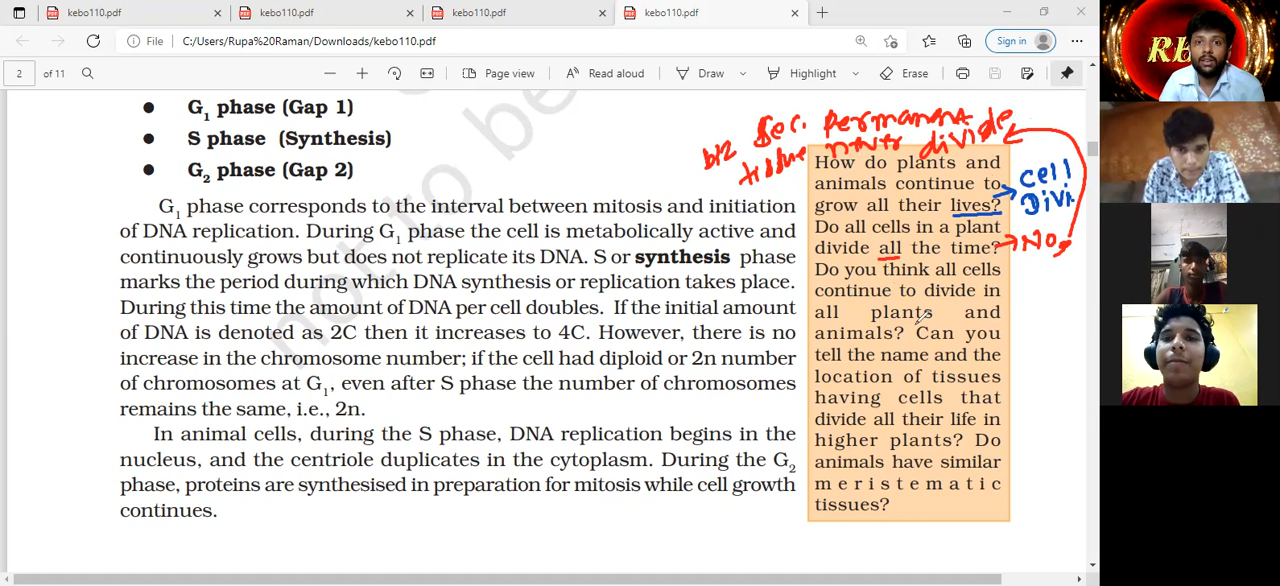 kebo110.pdf
kebo110.pdf
kebo110.pdf
kebo110.pdf
File
C:/Users/Rupa%20Raman/Downloads/kebo110.pdf
Sign in
2
of 11
Page view
Read aloud
Draw
Highlight
Erase
• G1 phase (Gap 1)
• S phase (Synthesis)
• G2 phase (Gap 2)
G1 phase corresponds to the interval between mitosis and initiation
of DNA replication. During G1 phase the cell is metabolically active and
continuously grows but does not replicate its DNA. S or synthesis phase
marks the period during which DNA synthesis or replication takes place.
During this time the amount of DNA per cell doubles. If the initial amount
of DNA is denoted as 2C then it increases to 4C. However, there is no
increase in the chromosome number; if the cell had diploid or 2n number
of chromosomes at G1, even after S phase the number of chromosomes
remains the same, i.e., 2n.
In animal cells, during the S phase, DNA replication begins in the
nucleus, and the centriole duplicates in the cytoplasm. During the G2
phase, proteins are synthesised in preparation for mitosis while cell growth
continues.
not to be
Sec. permanent
tissue never divide
How do plants and
animals continue to
grow all their lives?
Do all cells in a plant
divide all the time?
Do you think all cells
continue to divide in
all plants and
animals? Can you
tell the name and the
location of tissues
having cells that
divide all their life in
higher plants? Do
animals have similar
meristematic
tissues?
Cell
Divi
No